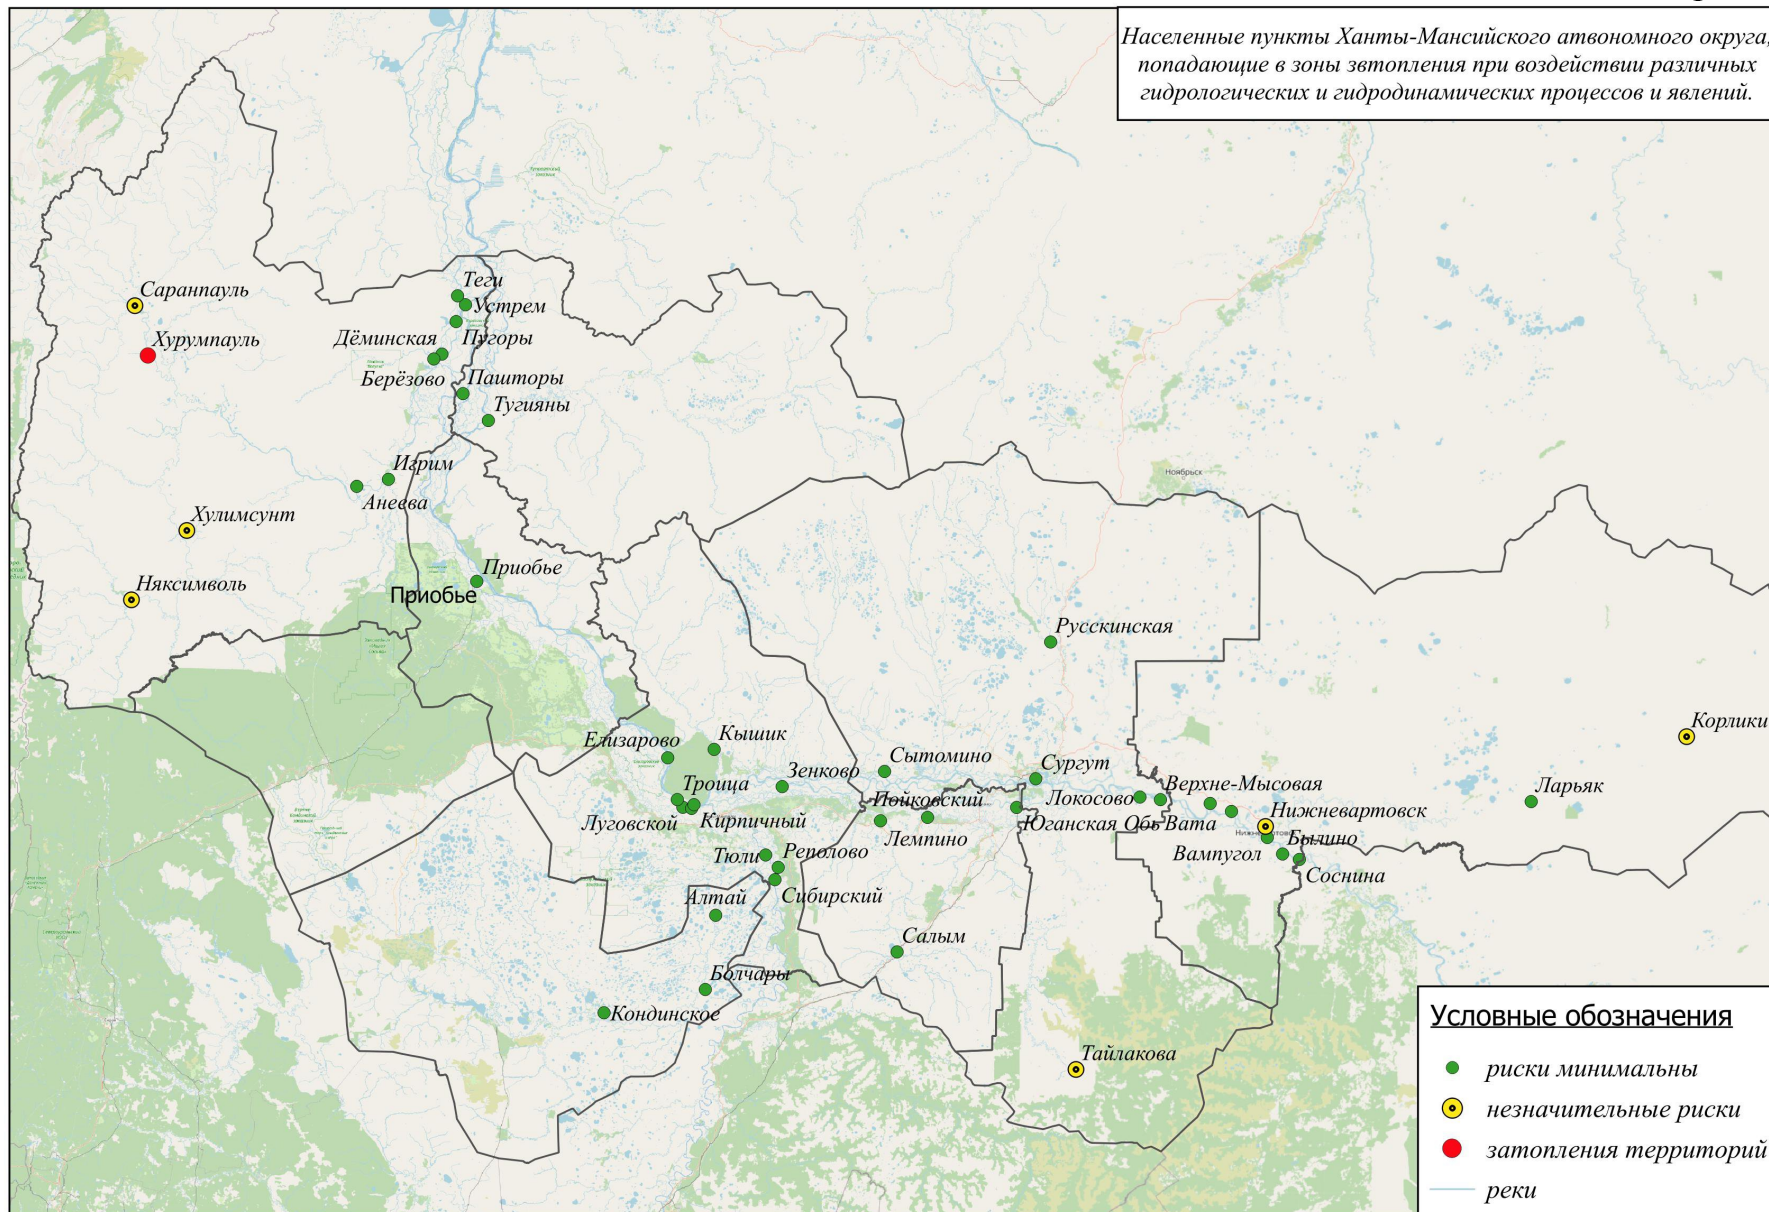 Населенные пункты Ханты-Мансийского атвономного округа,
попадающие в зоны звтопления при воздействии различных
гидрологических и гидродинамических процессов и явлений.
Теги
Саранпауль
Устрем
Хурумпауль
Дёминская
Пугоры
Берёзово
Пашторы
Тугияны
Игрим
Ноябрьск
Анеева
Хулимсунт
Приобье
Няксимволь
Приобье
Русскинская
Корлики
Кышик
Елизарово
Сытомино
Сургут
Зенково
Верхне-Мысовая
Ларьяк
Троица
Пойковский
Локосово
Нижневартовск
Луговской
Кирпичный
Юганская Обь
Вата
Лемпино
Нижневартовск
Былино
Тюли
Реполово
Вампугол
Соснина
Алтай
Сибирский
Салым
Болчары
Кондинское
Тайлакова
Условные обозначения
риски минимальны
незначительные риски
затопления территорий
реки